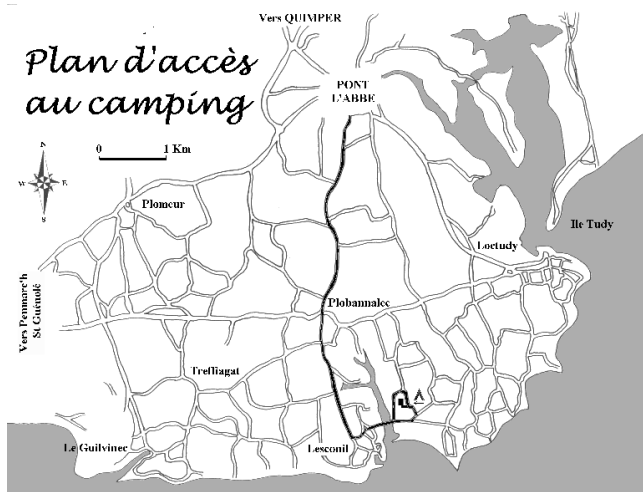 Vers QUIMPER
Plan d'accès
au camping
PONT
L'ABBE
N
W E
S
0 1 Km
Plomeur
Ile Tudy
Loctudy
Vers Penmarc'h
St Guénolé
Plobannalec
Treffiagat
Le Guilvinec
Lesconil